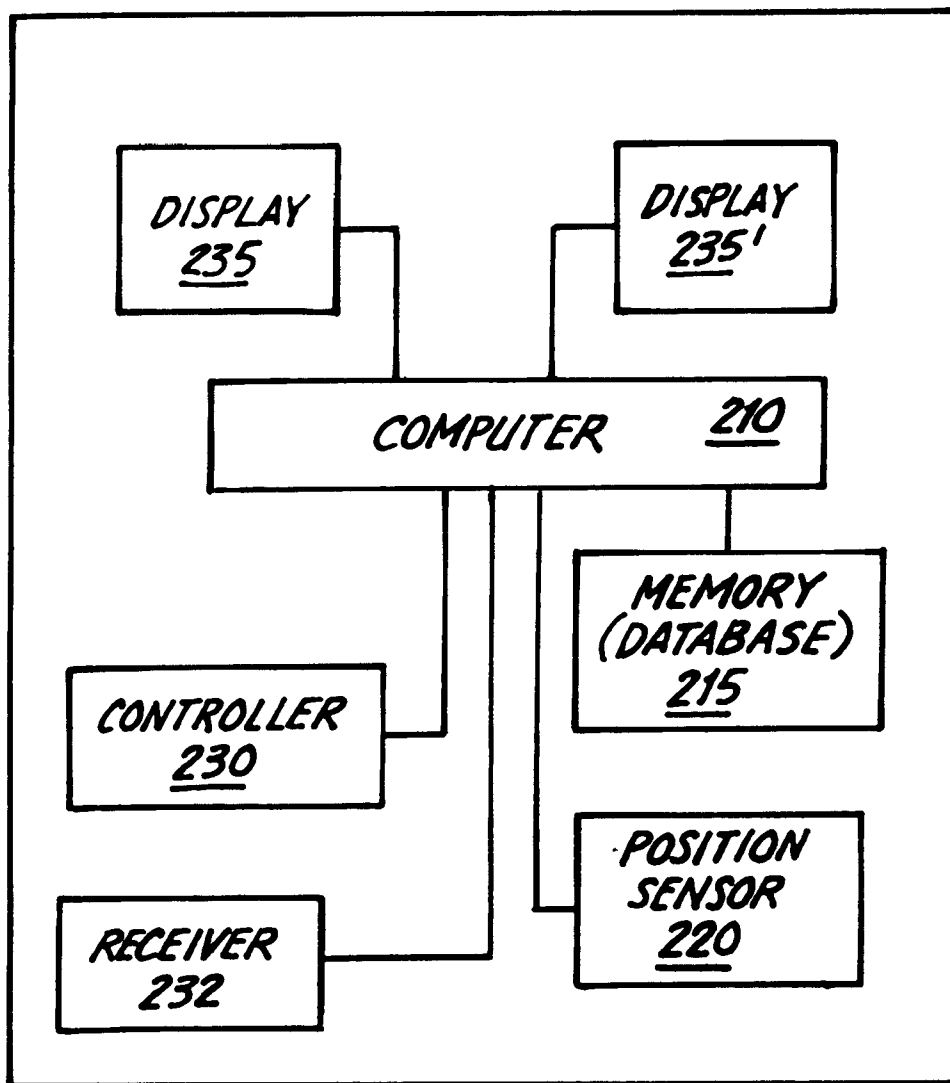 DISPLAY
235
DISPLAY
235'
COMPUTER 210
MEMORY
(DATABASE)
215
CONTROLLER
230
POSITION
SENSOR
220
RECEIVER
232